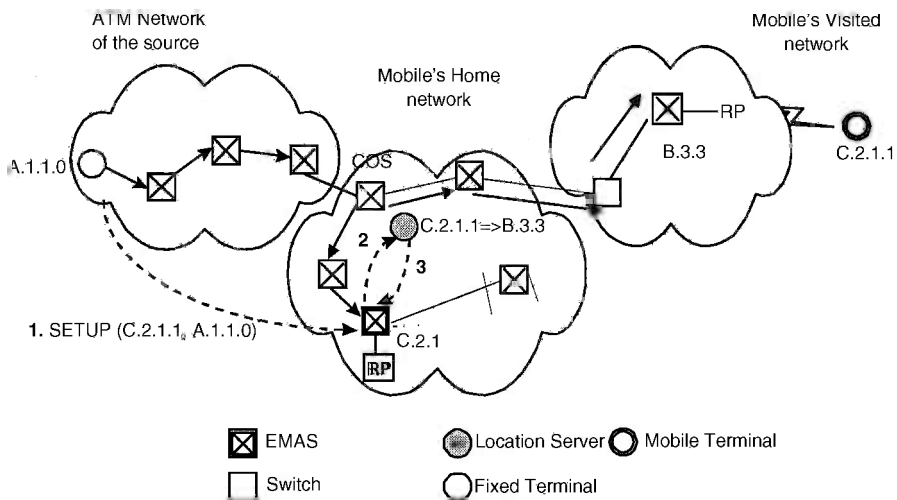 ATM Network
of the source
Mobile's Visited
network
Mobile's Home
network
A.1.1.0
COS
RP
B.3.3
C.2.1.1
C.2.1.1=>B.3.3
2
3
1. SETUP (C.2.1.1, A.1.1.0)
C.2.1
RP
EMAS
Location Server
Mobile Terminal
Switch
Fixed Terminal